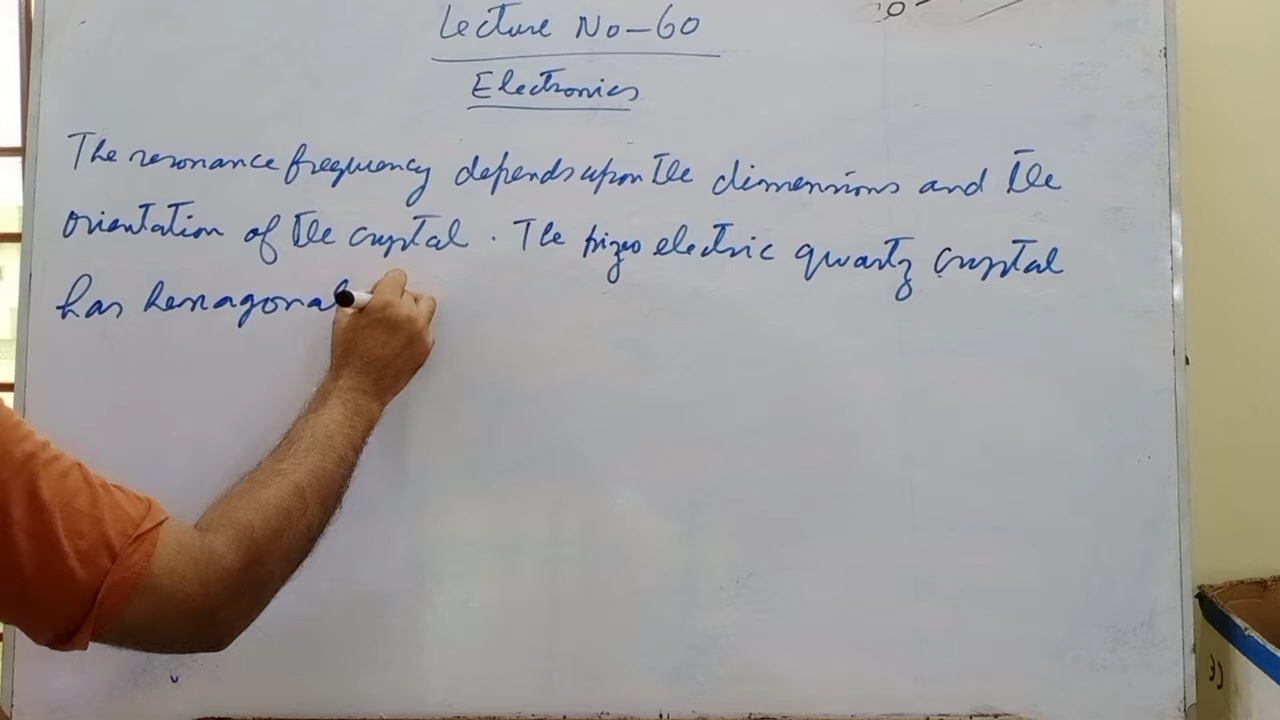 Lecture No-60
Electronics
The resonance frequency depends upon the dimensions and the
orientation of the crystal. The pizeo electric quartz crystal
has hexagonal